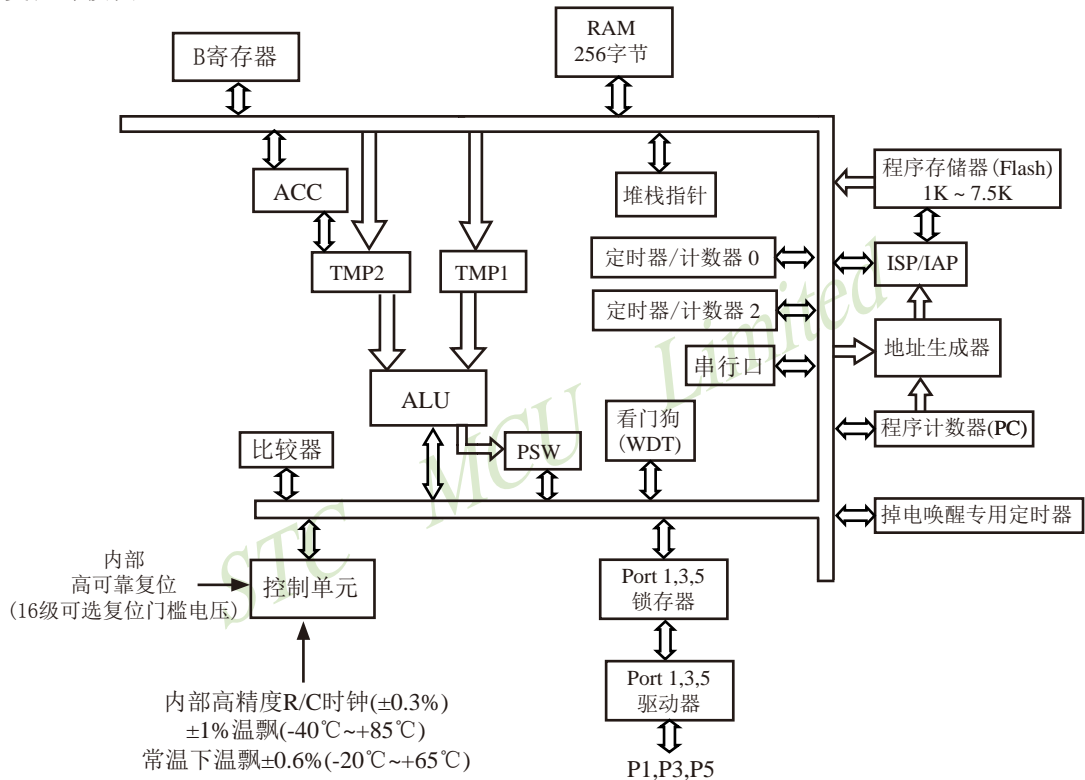 B寄存器
RAM
256字节
ACC
堆栈指针
程序存储器(Flash)
1K ~ 7.5K
TMP2
TMP1
定时器/计数器 0
ISP/IAP
定时器/计数器 2
地址生成器
串行口
ALU
看门狗
(WDT)
程序计数器(PC)
比较器
PSW
掉电唤醒专用定时器
STC MCU Limited
内部
高可靠复位
(16级可选复位门槛电压)
控制单元
Port 1,3,5
锁存器
Port 1,3,5
驱动器
内部高精度R/C时钟(±0.3%)
±1%温飘(-40℃~+85℃)
常温下温飘±0.6%(-20℃~+65℃)
P1,P3,P5